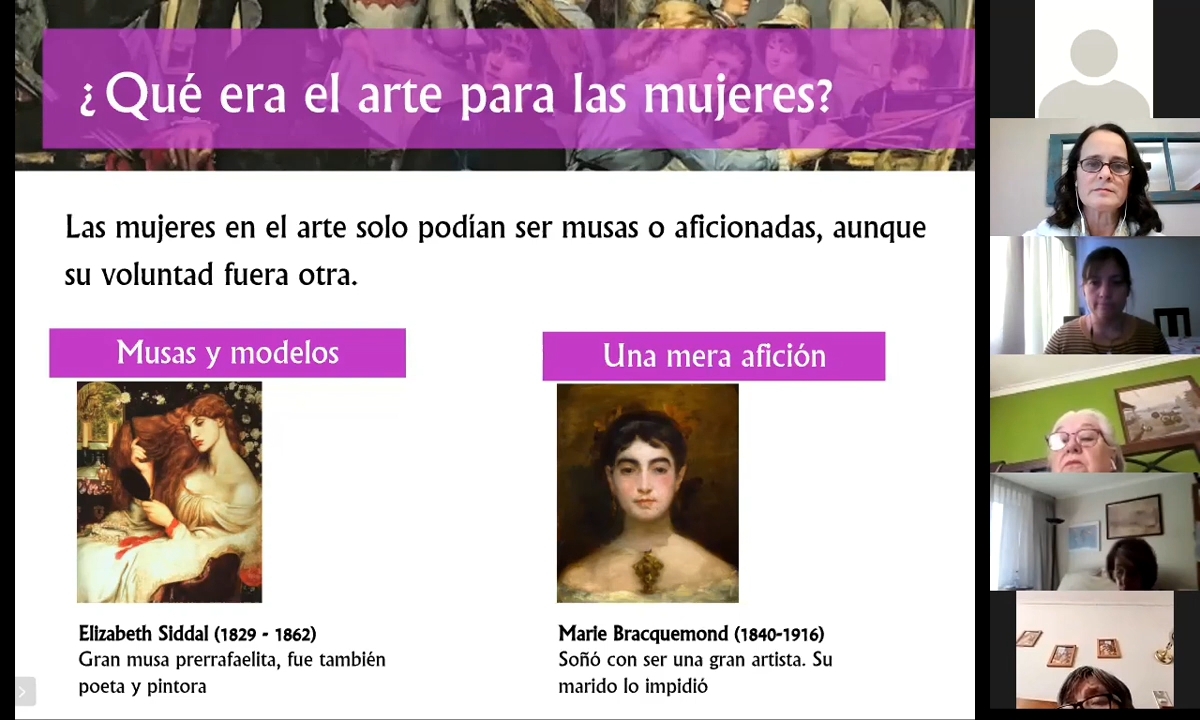 ¿Qué era el arte para las mujeres?
Las mujeres en el arte solo podían ser musas o aficionadas, aunque
su voluntad fuera otra.
Musas y modelos
Una mera afición
Elizabeth Siddal (1829 - 1862)
Gran musa prerrafaelita, fue también
poeta y pintora
Marie Bracquemond (1840-1916)
Soñó con ser una gran artista. Su
marido lo impidió